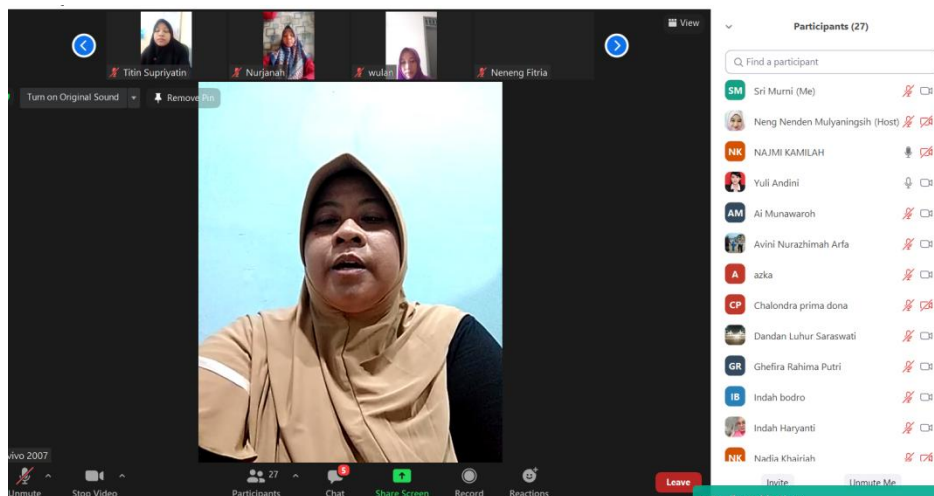 View
Titin Supriyatin
Nurjanah
wulan
Neneng Fitria
Turn on Original Sound
Remove Pin
vivo 2007
Unmute
Stop Video
27
Participants
5
Chat
Share Screen
Record
Reactions
Leave
Participants (27)
Find a participant
SM Sri Murni (Me)
Neng Nenden Mulyaningsih (Host)
NK NAJMI KAMILAH
Yuli Andini
AM Ai Munawaroh
Avini Nurazhimah Arfa
A azka
CP Chalondra prima dona
Dandan Luhur Saraswati
GR Ghefira Rahima Putri
IB Indah bodro
Indah Haryanti
NK Nadia Khairiah
Invite
Unmute Me